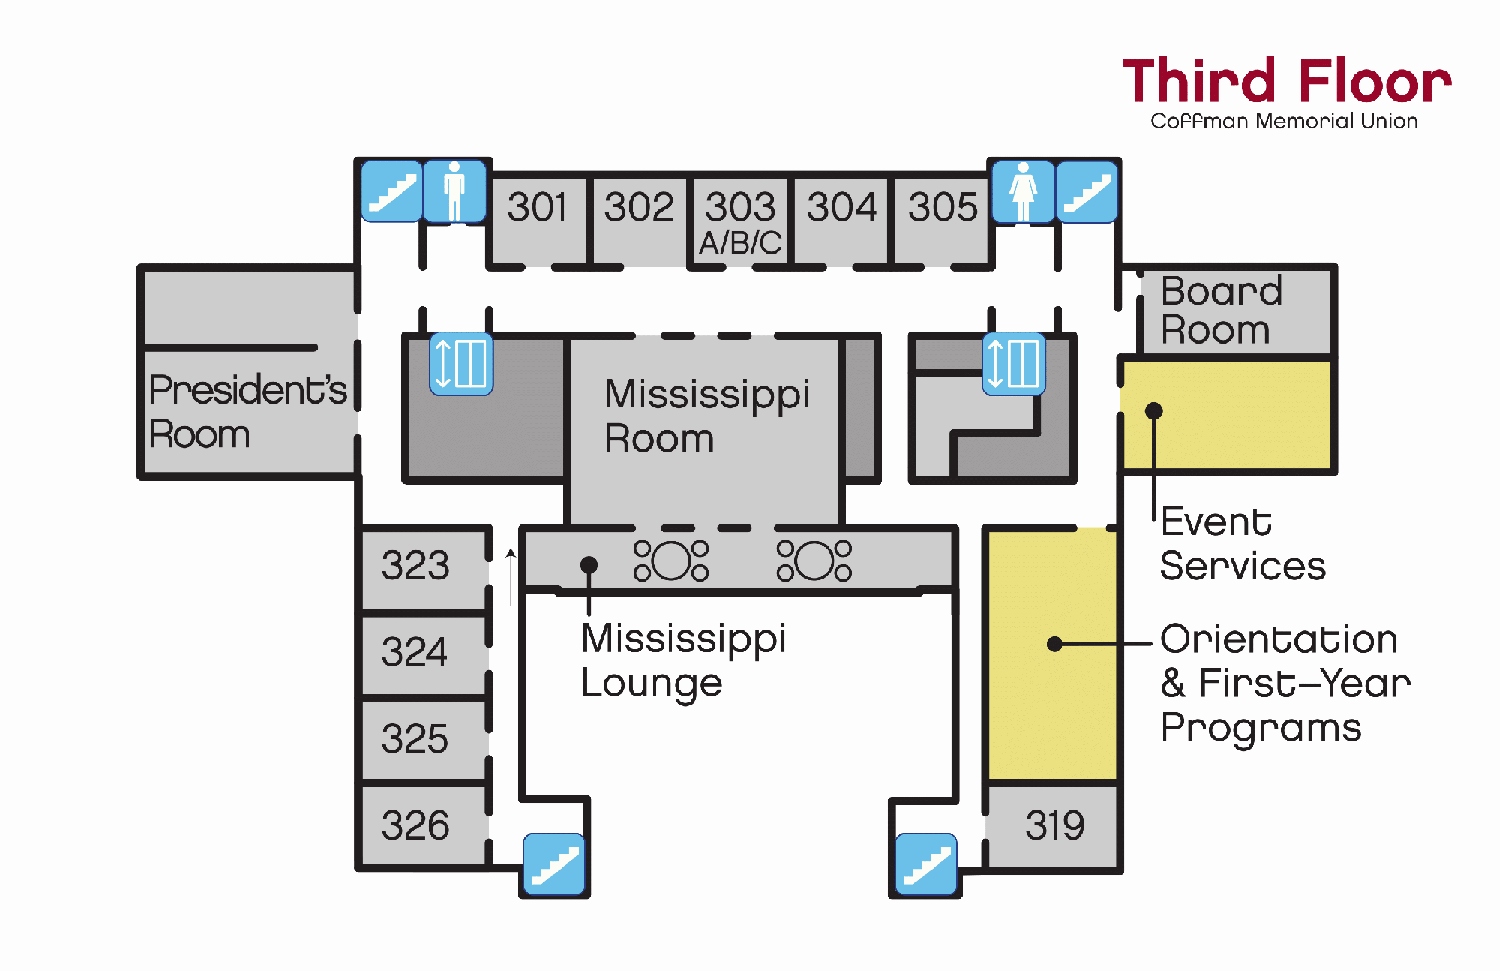 Third Floor
Coffman Memorial Union
301
302
303
A/B/C
304
305
Board
Room
President's
Room
Mississippi
Room
Event
Services
323
324
325
326
Mississippi
Lounge
Orientation
& First-Year
Programs
319